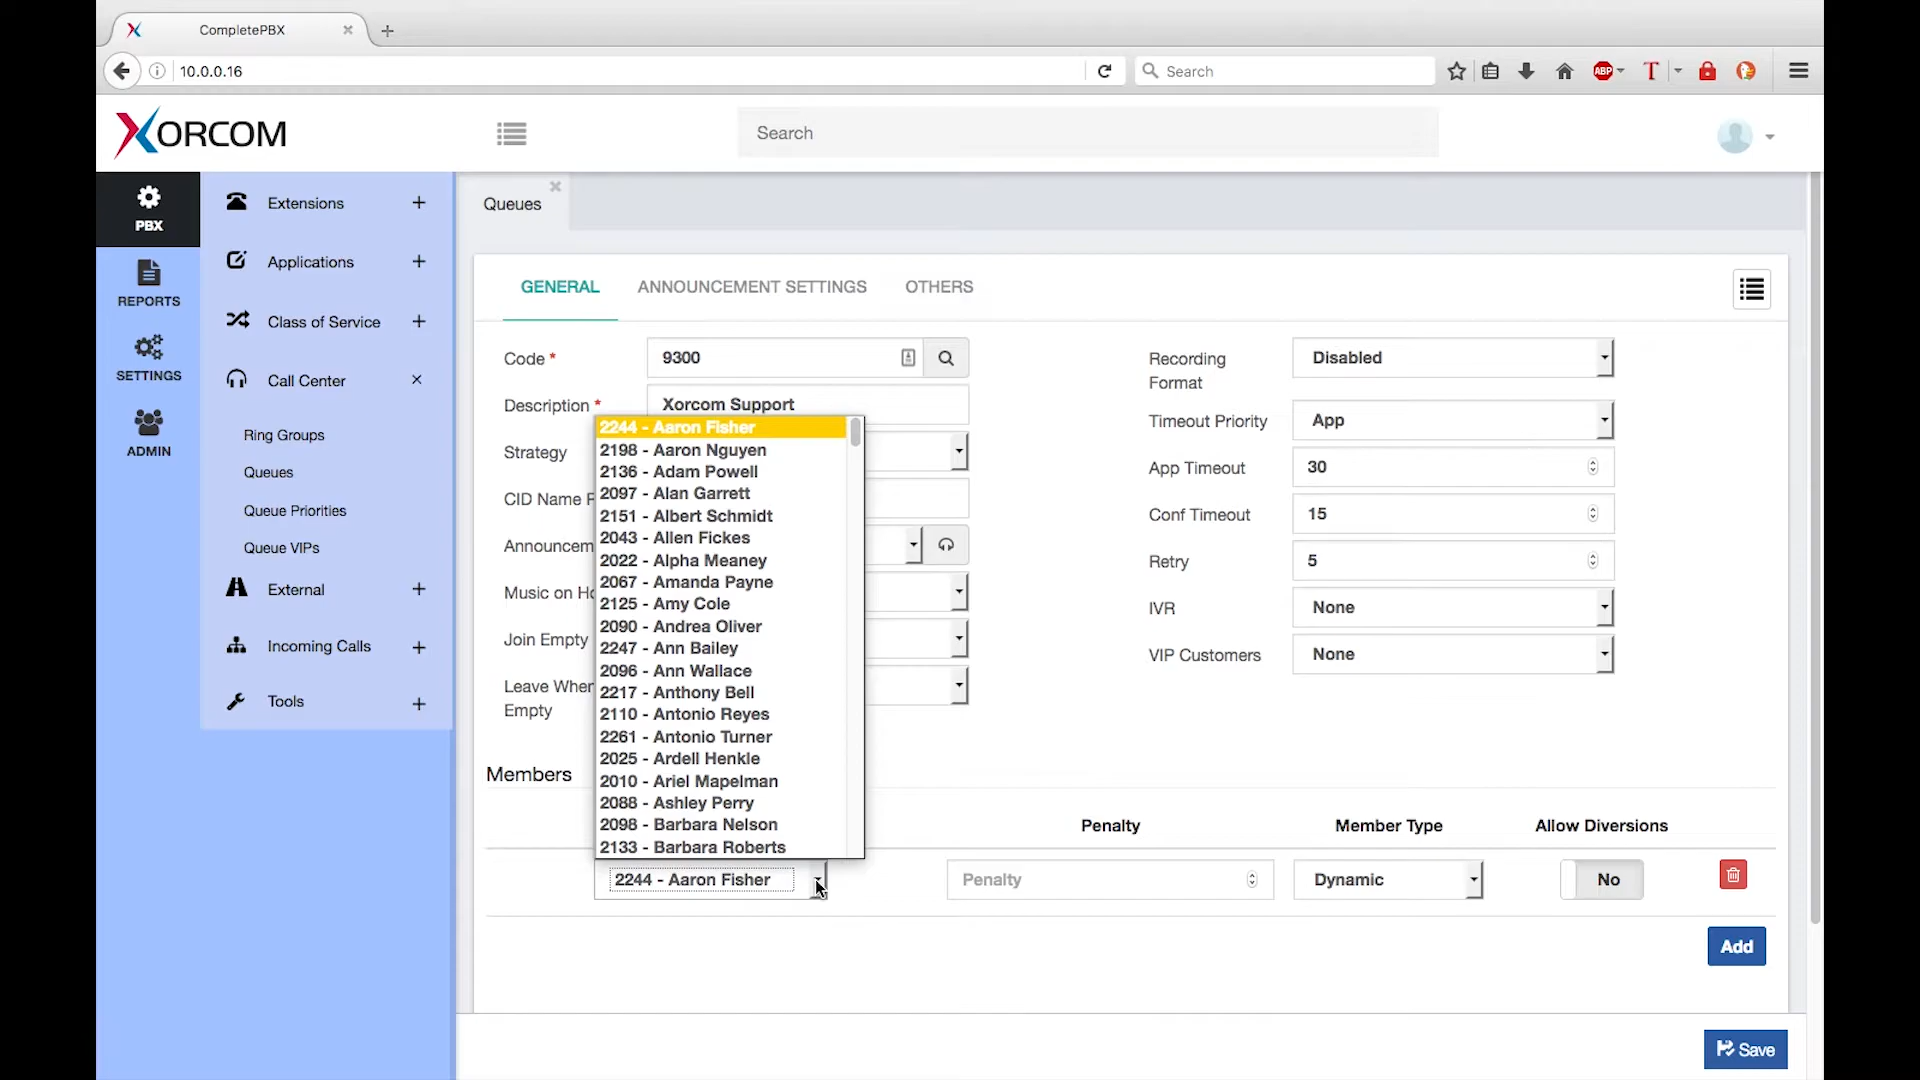 CompletePBX
10.0.0.16
Search
ABP
T
XORCOM
Search
PBX
REPORTS
SETTINGS
ADMIN
Extensions
Applications
Class of Service
Call Center
Ring Groups
Queues
Queue Priorities
Queue VIPs
External
Incoming Calls
Tools
Queues
GENERAL ANNOUNCEMENT SETTINGS OTHERS
Code * 9300
Description * Xorcom Support
Strategy
CID Name
Announcem
Music on Ho
Join Empty
Leave When
Empty
Recording
Format
Disabled
Timeout Priority App
App Timeout 30
Conf Timeout 15
Retry 5
IVR None
VIP Customers None
2244 - Aaron Fisher
2198 - Aaron Nguyen
2136 - Adam Powell
2097 - Alan Garrett
2151 - Albert Schmidt
2043 - Allen Fickes
2022 - Alpha Meaney
2067 - Amanda Payne
2125 - Amy Cole
2090 - Andrea Oliver
2247 - Ann Bailey
2096 - Ann Wallace
2217 - Anthony Bell
2110 - Antonio Reyes
2261 - Antonio Turner
2025 - Ardell Henkle
2010 - Ariel Mapelman
2088 - Ashley Perry
2098 - Barbara Nelson
2133 - Barbara Roberts
Members
Penalty Member Type Allow Diversions
2244 - Aaron Fisher Penalty Dynamic No
Add
Save